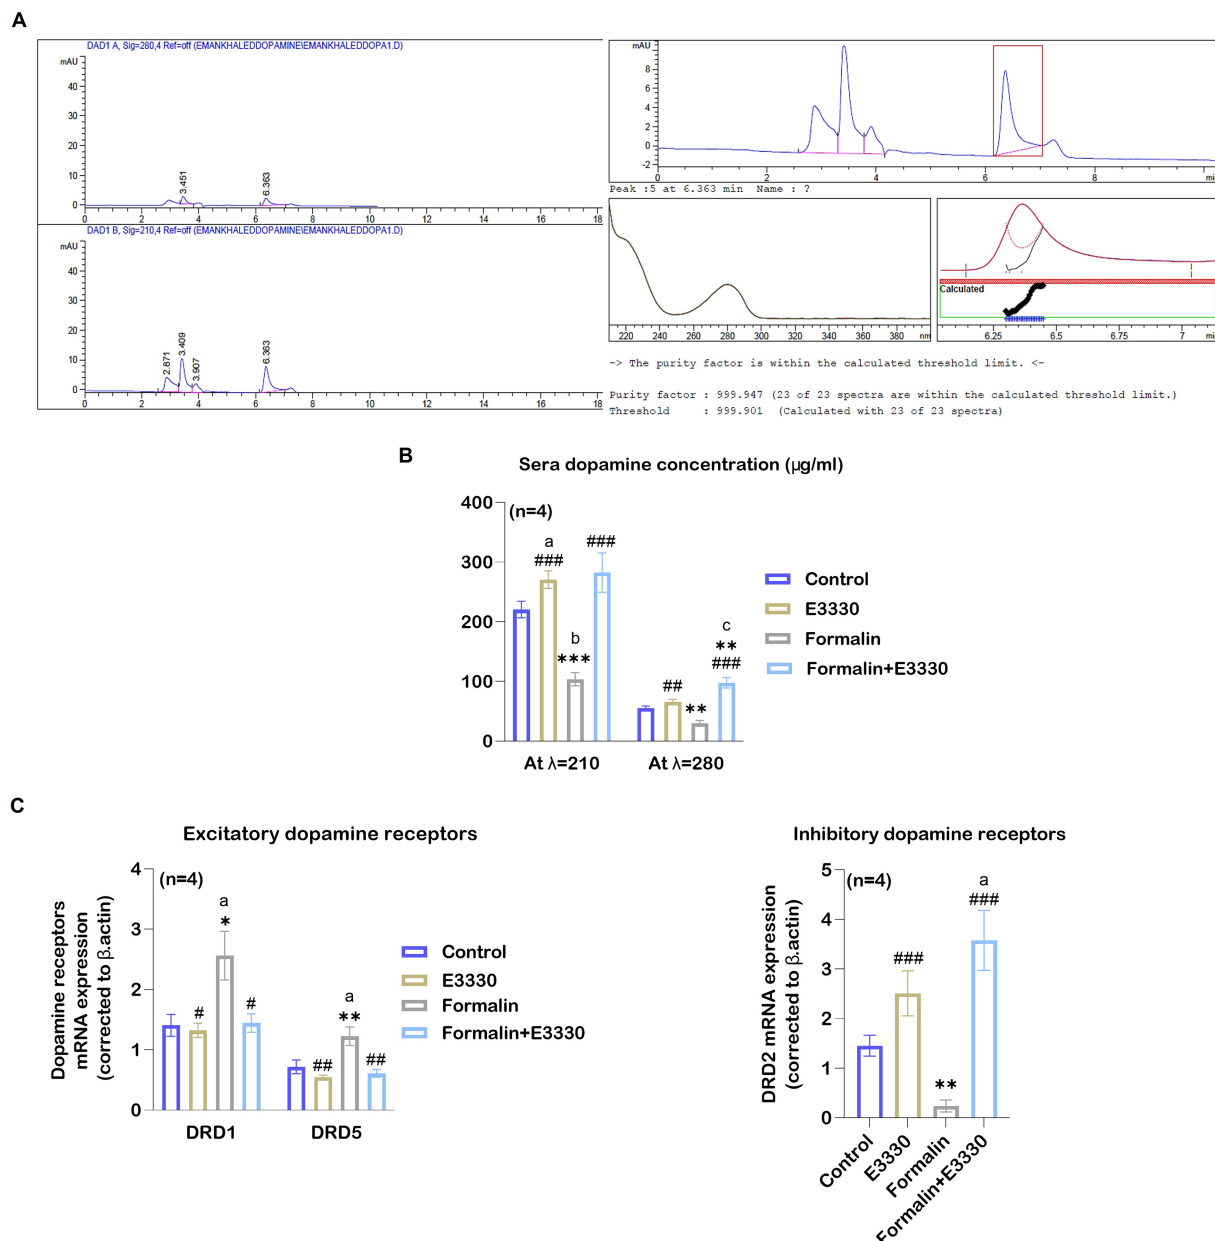 A
DAD1 A, Sig=280,4 Ref=off (EMANKHALEDDOPAMINE\EMANKHALEDDOPA1.D)
mAU
40
30
20
10
0
3.451
6.363
0 2 4 6 8 10 12 14 16 18
DAD1 B, Sig=210,4 Ref=off (EMANKHALEDDOPAMINE\EMANKHALEDDOPA1.D)
mAU
40
30
20
10
0
2.871
3.409
3.907
6.363
0 2 4 6 8 10 12 14 16 18
mAU
8
6
4
2
0
-2
0 2 4 6 8 mi
Peak :5 at 6.363 min Name : ?
220 240 260 280 300 320 340 360 380 nm
Calculated
6.25 6.5 7 mi
-> The purity factor is within the calculated threshold limit. <-
Purity factor : 999.947 (23 of 23 spectra are within the calculated threshold limit.)
Threshold : 999.901 (Calculated with 23 of 23 spectra)
B
Sera dopamine concentration (µg/ml)
400
300
200
100
0
(n=4)
a
###
b
***
###
##
**
c
**
###
At λ=210 At λ=280
Control
E3330
Formalin
Formalin+E3330
C
Excitatory dopamine receptors
Dopamine receptors
mRNA expression
(corrected to β.actin)
4
3
2
1
0
(n=4)
#
a
*
#
##
a
**
##
DRD1 DRD5
Control
E3330
Formalin
Formalin+E3330
Inhibitory dopamine receptors
DRD2 mRNA expression
(corrected to β.actin)
5
4
3
2
1
0
(n=4)
###
**
a
###
Control
E3330
Formalin
Formalin+E3330